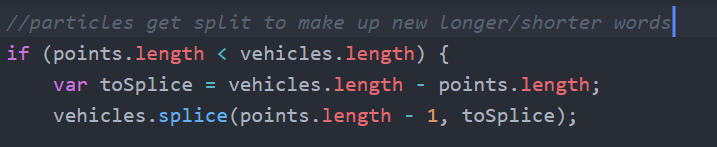 //particles get split to make up new longer/shorter words
if (points.length < vehicles.length) {
    var toSplice = vehicles.length - points.length;
    vehicles.splice(points.length - 1, toSplice);